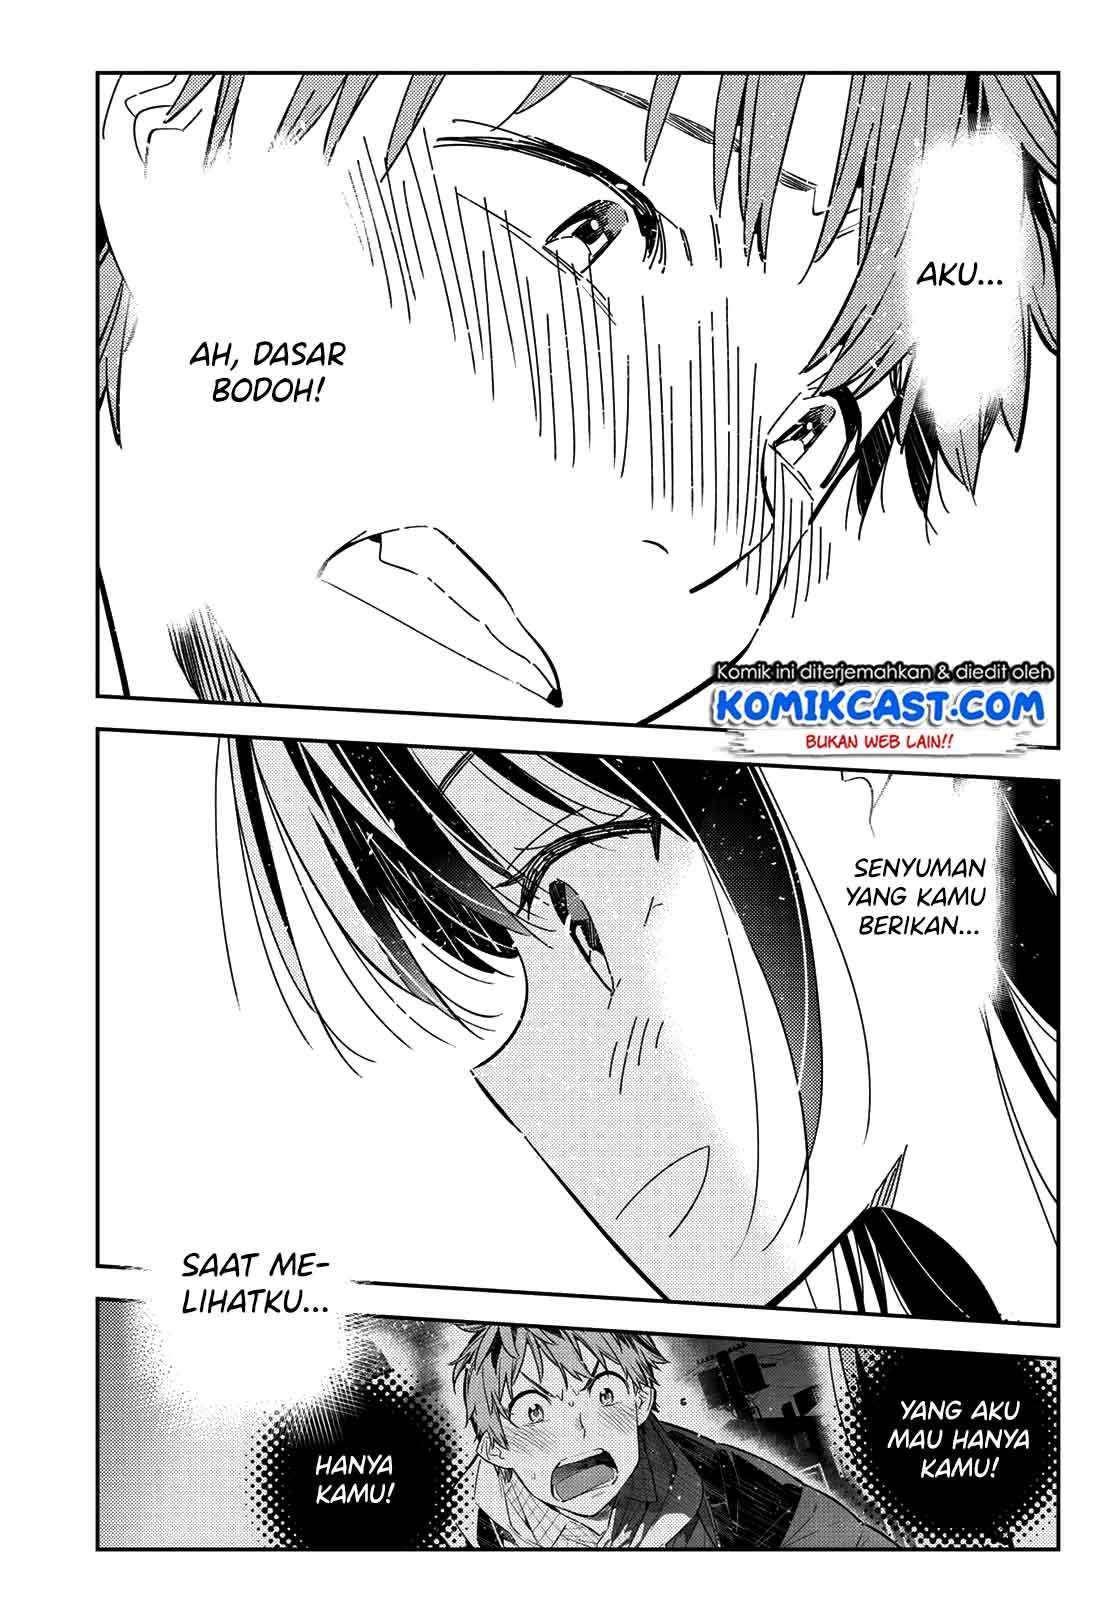 AKU...
AH, DASAR
BODOH!
Komik ini diterjemahkan & diedit oleh
KOMIKCAST.COM
BUKAN WEB LAIN!!
SENYUMAN
YANG KAMU
BERIKAN...
SAAT ME-
LIHATKU...
YANG AKU
MAU HANYA
KAMU!
HANYA
KAMU!